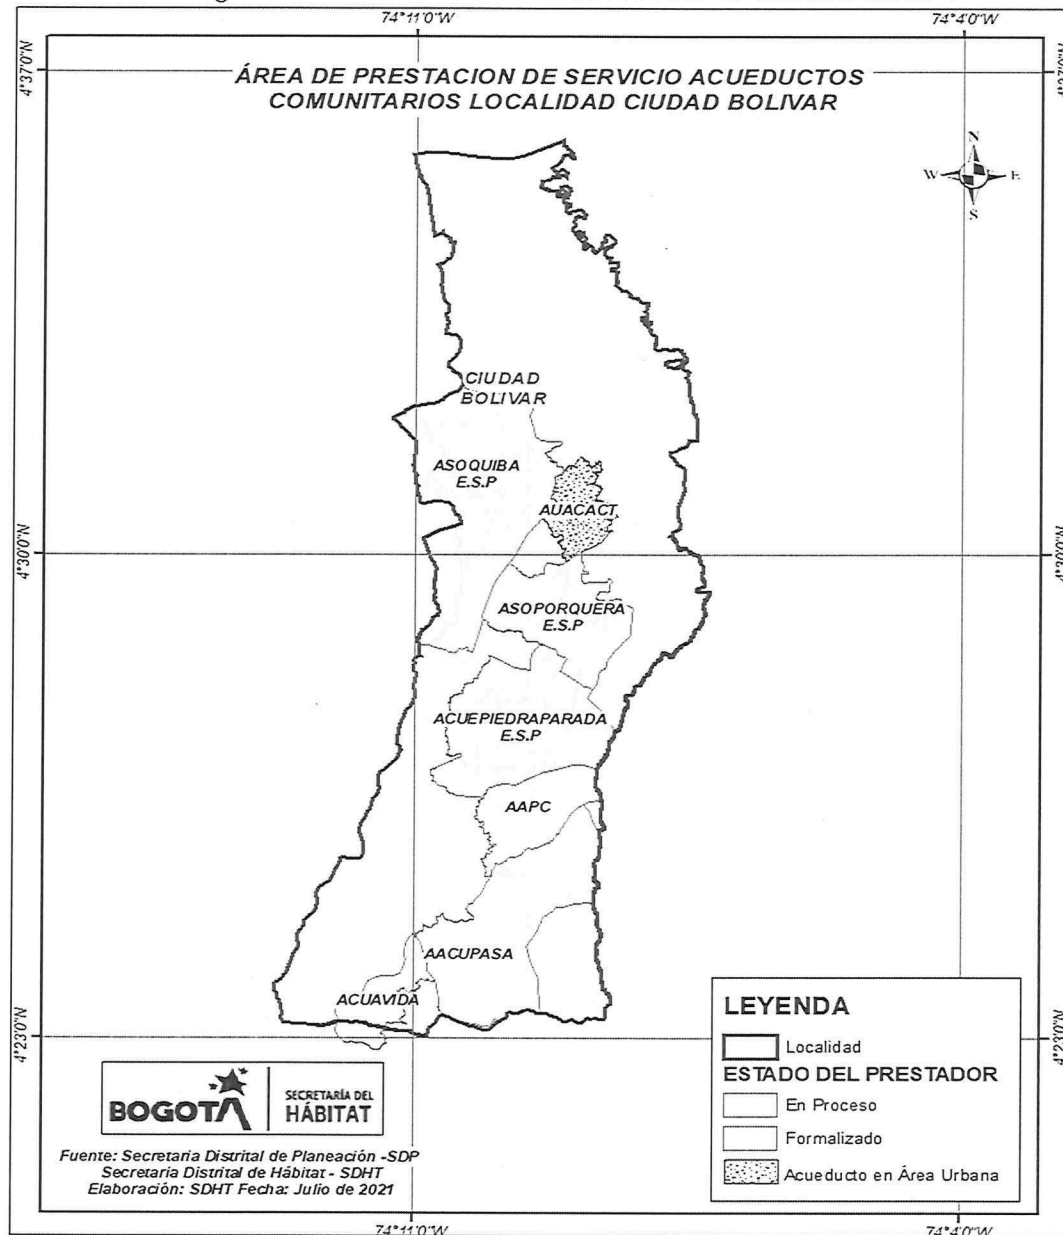 74°11'0"W
74°4'0"W
4°37'0"N
ÁREA DE PRESTACION DE SERVICIO ACUEDUCTOS
COMUNITARIOS LOCALIDAD CIUDAD BOLIVAR
N
W
E
S
CIUDAD
BOLIVAR
ASOQUIBA
E.S.P
AUACACT
4°30'0"N
4°30'0"N
ASOPORQUERA
E.S.P
ACUEPIEDRAPARADA
E.S.P
AAPC
AACUPASA
ACUAVIDA
4°23'0"N
4°23'0"N
LEYENDA
Localidad
ESTADO DEL PRESTADOR
En Proceso
Formalizado
Acueducto en Área Urbana
BOGOTÁ
SECRETARÍA DEL
HÁBITAT
Fuente: Secretaria Distrital de Planeación -SDP
Secretaria Distrital de Hábitat - SDHT
Elaboración: SDHT Fecha: Julio de 2021
74°11'0"W
74°4'0"W